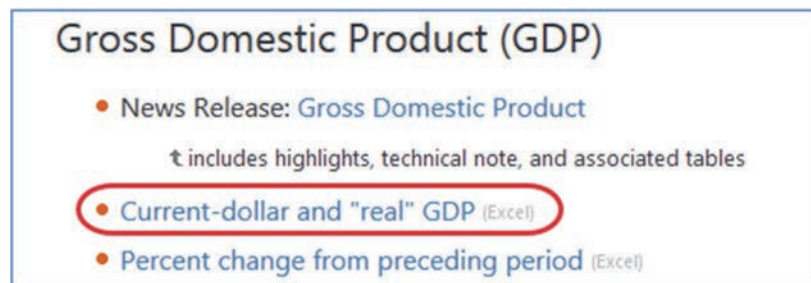 Gross Domestic Product (GDP)
• News Release: Gross Domestic Product
↑ includes highlights, technical note, and associated tables
• Current-dollar and "real" GDP (Excel)
• Percent change from preceding period (Excel)